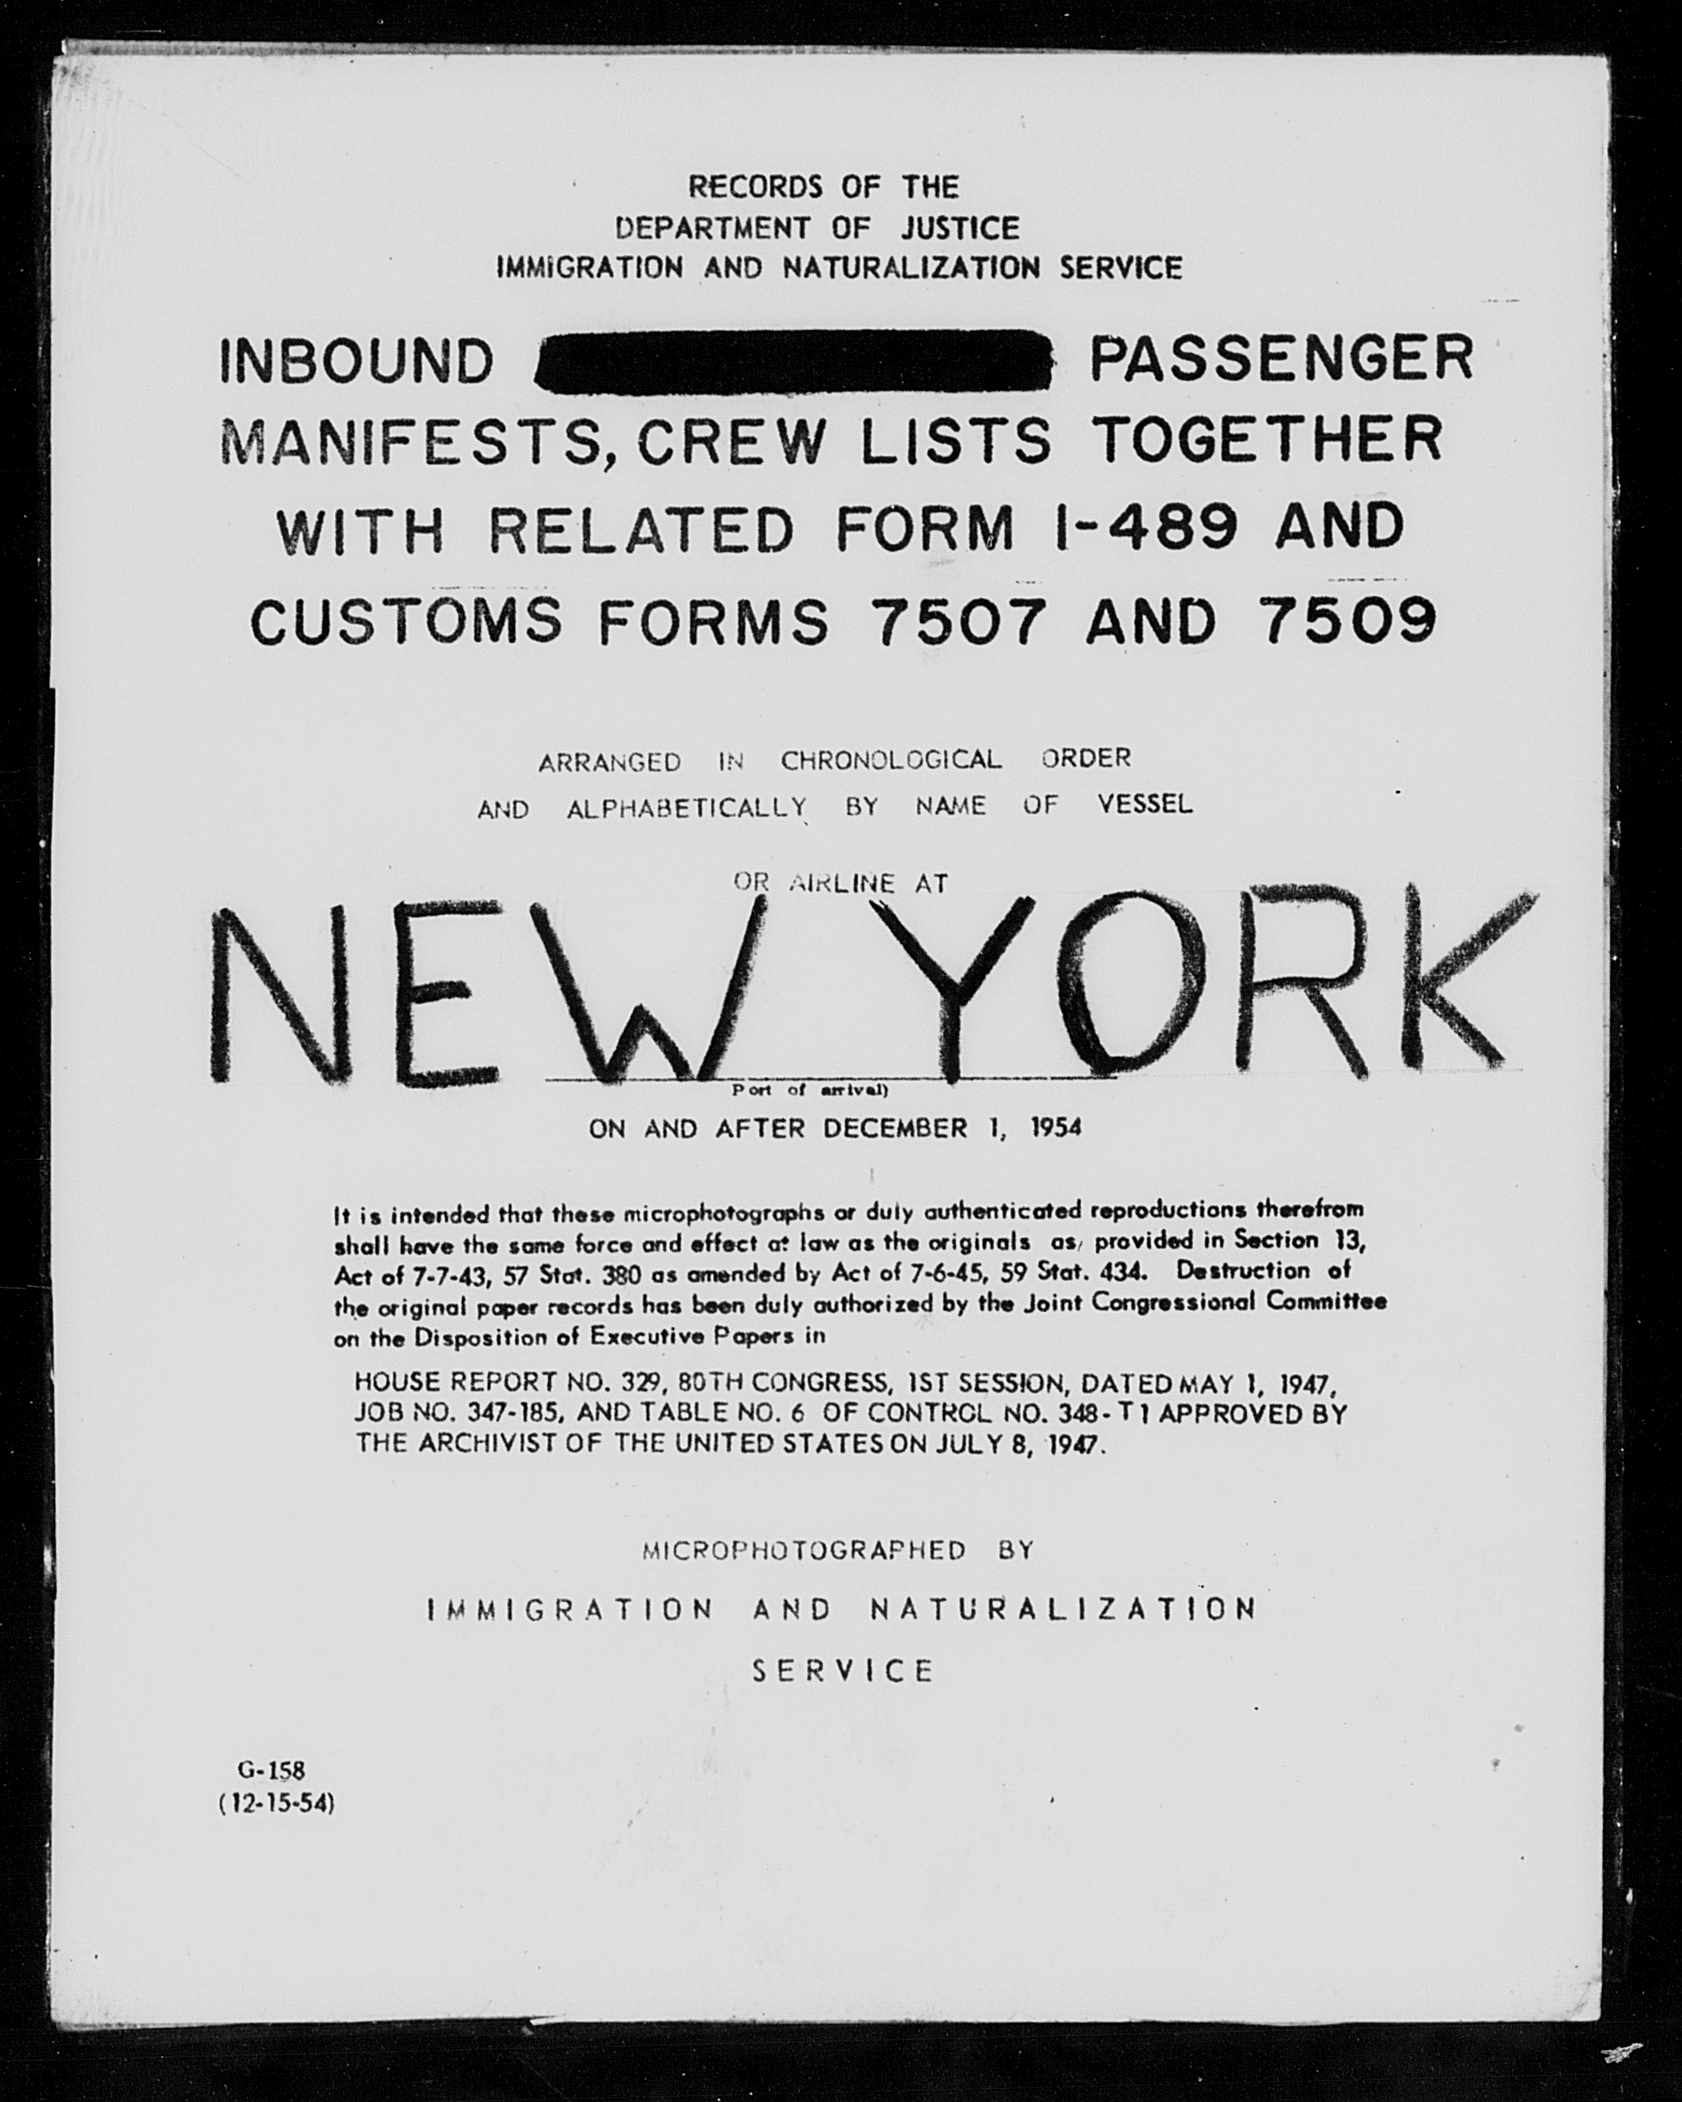 RECORDS OF THE
DEPARTMENT OF JUSTICE
IMMIGRATION AND NATURALIZATION SERVICE
INBOUND PASSENGER
MANIFESTS, CREW LISTS TOGETHER
WITH RELATED FORM I-489 AND
CUSTOMS FORMS 7507 AND 7509
ARRANGED IN CHRONOLOGICAL ORDER
AND ALPHABETICALLY BY NAME OF VESSEL
OR AIRLINE AT
NEW YORK
Port of arrival)
ON AND AFTER DECEMBER 1, 1954
It is intended that these microphotographs or duly authenticated reproductions therefrom
shall have the same force and effect at law as the originals as, provided in Section 13,
Act of 7-7-43, 57 Stat. 380 as amended by Act of 7-6-45, 59 Stat. 434. Destruction of
the original paper records has been duly authorized by the Joint Congressional Committee
on the Disposition of Executive Papers in
HOUSE REPORT NO. 329, 80TH CONGRESS, 1ST SESSION, DATED MAY 1, 1947,
JOB NO. 347-185, AND TABLE NO. 6 OF CONTROL NO. 348-T1 APPROVED BY
THE ARCHIVIST OF THE UNITED STATES ON JULY 8, 1947.
MICROPHOTOGRAPHED BY
IMMIGRATION AND NATURALIZATION
SERVICE
G-158
(12-15-54)